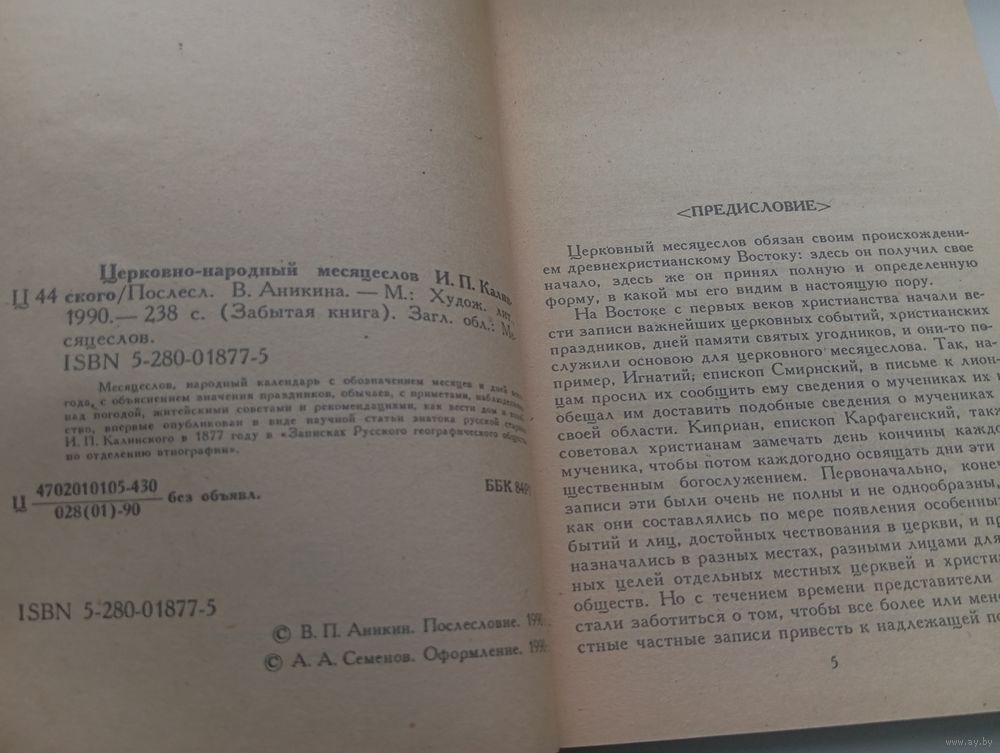 Церковно-народный месяцеслов И. П. Калин-
Ц 44 ского/Послесл. В. Аникина. — М.: Худож. лит.,
1990.— 238 с. (Забытая книга). Загл. обл.: Ме-
сяцеслов.
ISBN 5-280-01877-5
Месяцеслов, народный календарь с обозначением месяцев и дней
года, с объяснением значения праздников, обычаев, с приметами, наблюдениями
над погодой, житейскими советами и рекомендациями, как вести дом и
ство, впервые опубликован в виде научной статьи знатока русской старины
И. П. Калинского в 1877 году в «Записках Русского географического общества
по отделению этнографии».
Ц 4702010105-430
028(01)-90 без объявл.
ББК
ISBN 5-280-01877-5
© В. П. Аникин. Послесловие. 1990.
© А. А. Семенов. Оформление. 1990.
<ПРЕДИСЛОВИЕ>
Церковный месяцеслов обязан своим происхождени-
ем древнехристианскому Востоку: здесь он получил свое
начало, здесь же он принял полную и определенную
форму, в какой мы его видим в настоящую пору.
На Востоке с первых веков христианства начали ве-
сти записи важнейших церковных событий, христианских
праздников, дней памяти святых угодников, и они-то по-
служили основою для церковного месяцеслова. Так, на-
пример, Игнатий, епископ Смирнский, в письме к лион-
цам просил их сообщить ему сведения о мучениках их и
обещал им доставить подобные сведения о мучениках
своей области. Киприан, епископ Карфагенский, такж
советовал христианам замечать день кончины каждо
мученика, чтобы потом каждогодно освящать дни эти
щественным богослужением. Первоначально, конеч
записи эти были очень не полны и не однообразны,
как они составлялись по мере появления особенны
бытий и лиц, достойных чествования в церкви, и пр
назначались в разных местах, разными лицами для
ных целей отдельных местных церквей и христиа
обществ. Но с течением времени представители
стали заботиться о том, чтобы все более или мене
стные частные записи привесть к надлежащей по
5
www.ay.by